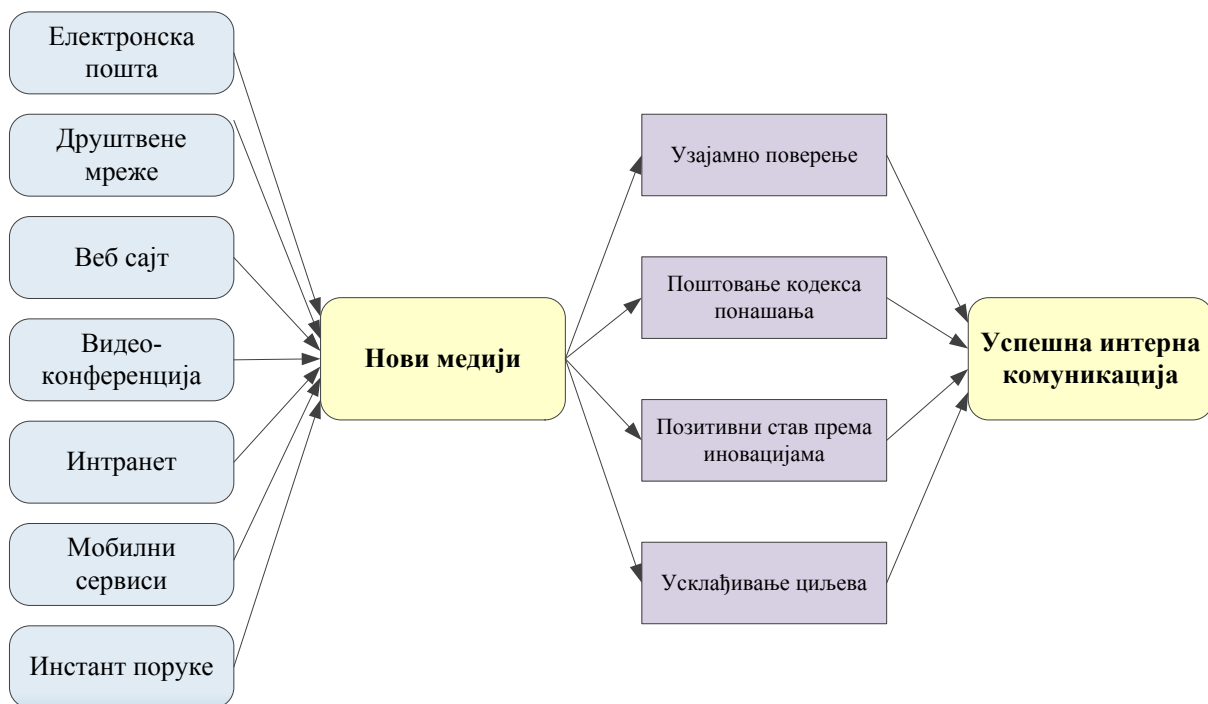 Електронска
пошта
Друштвене
мреже
Веб сајт
Видео-
конференција
Интранет
Мобилни
сервиси
Инстант поруке
Нови медији
Узајамно поверење
Поштовање кодекса
понашања
Позитивни став према
иновацијама
Усклађивање циљева
Успешна интерна
комуникација